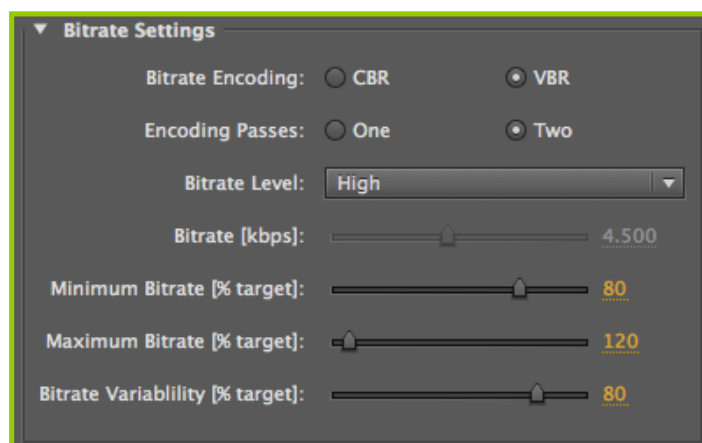 Bitrate Settings
Bitrate Encoding: CBR VBR
Encoding Passes: One Two
Bitrate Level: High
Bitrate [kbps]: 4.500
Minimum Bitrate [% target]: 80
Maximum Bitrate [% target]: 120
Bitrate Variablility [% target]: 80